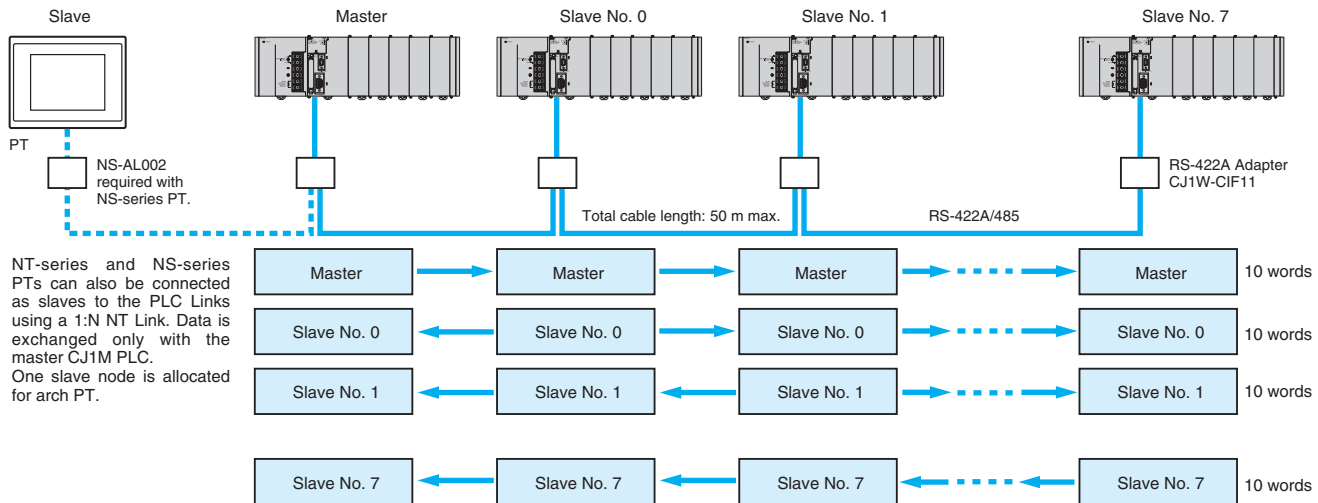 Slave
Master
Slave No. 0
Slave No. 1
Slave No. 7
PT
NS-AL002
required with
NS-series PT.
RS-422A Adapter
CJ1W-CIF11
Total cable length: 50 m max.
RS-422A/485
NT-series and NS-series
PTs can also be connected
as slaves to the PLC Links
using a 1:N NT Link. Data is
exchanged only with the
master CJ1M PLC.
One slave node is allocated
for arch PT.
Master
Master
Master
Master
10 words
Slave No. 0
Slave No. 0
Slave No. 0
Slave No. 0
10 words
Slave No. 1
Slave No. 1
Slave No. 1
Slave No. 1
10 words
Slave No. 7
Slave No. 7
Slave No. 7
Slave No. 7
10 words